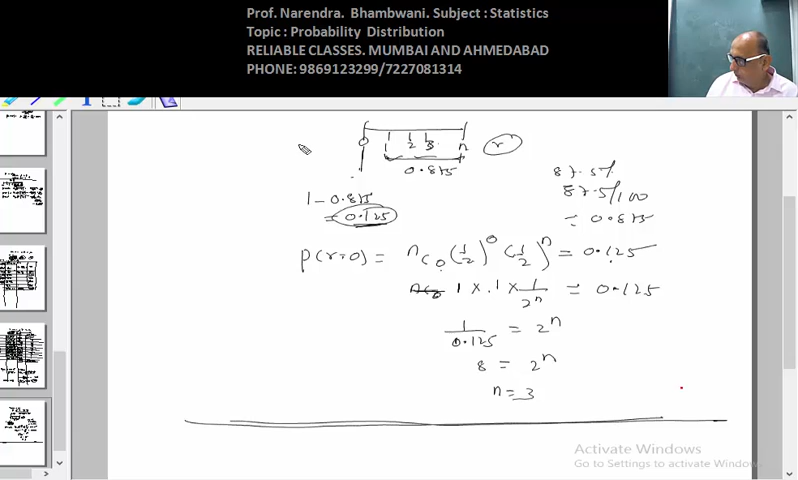 Prof. Narendra. Bhambwani. Subject : Statistics
Topic : Probability Distribution
RELIABLE CLASSES. MUMBAI AND AHMEDABAD
PHONE: 9869123299/7227081314
0 1 2 3 n r
0.875
87.5%
87.5/100
= 0.875
1 - 0.875
= 0.125
P(r=0) = nC0 (1/2)^0 (1/2)^n = 0.125
1 × 1 × 1/2^n = 0.125
1/0.125 = 2^n
8 = 2^n
n = 3
Activate Windows
Go to Settings to activate Windows.